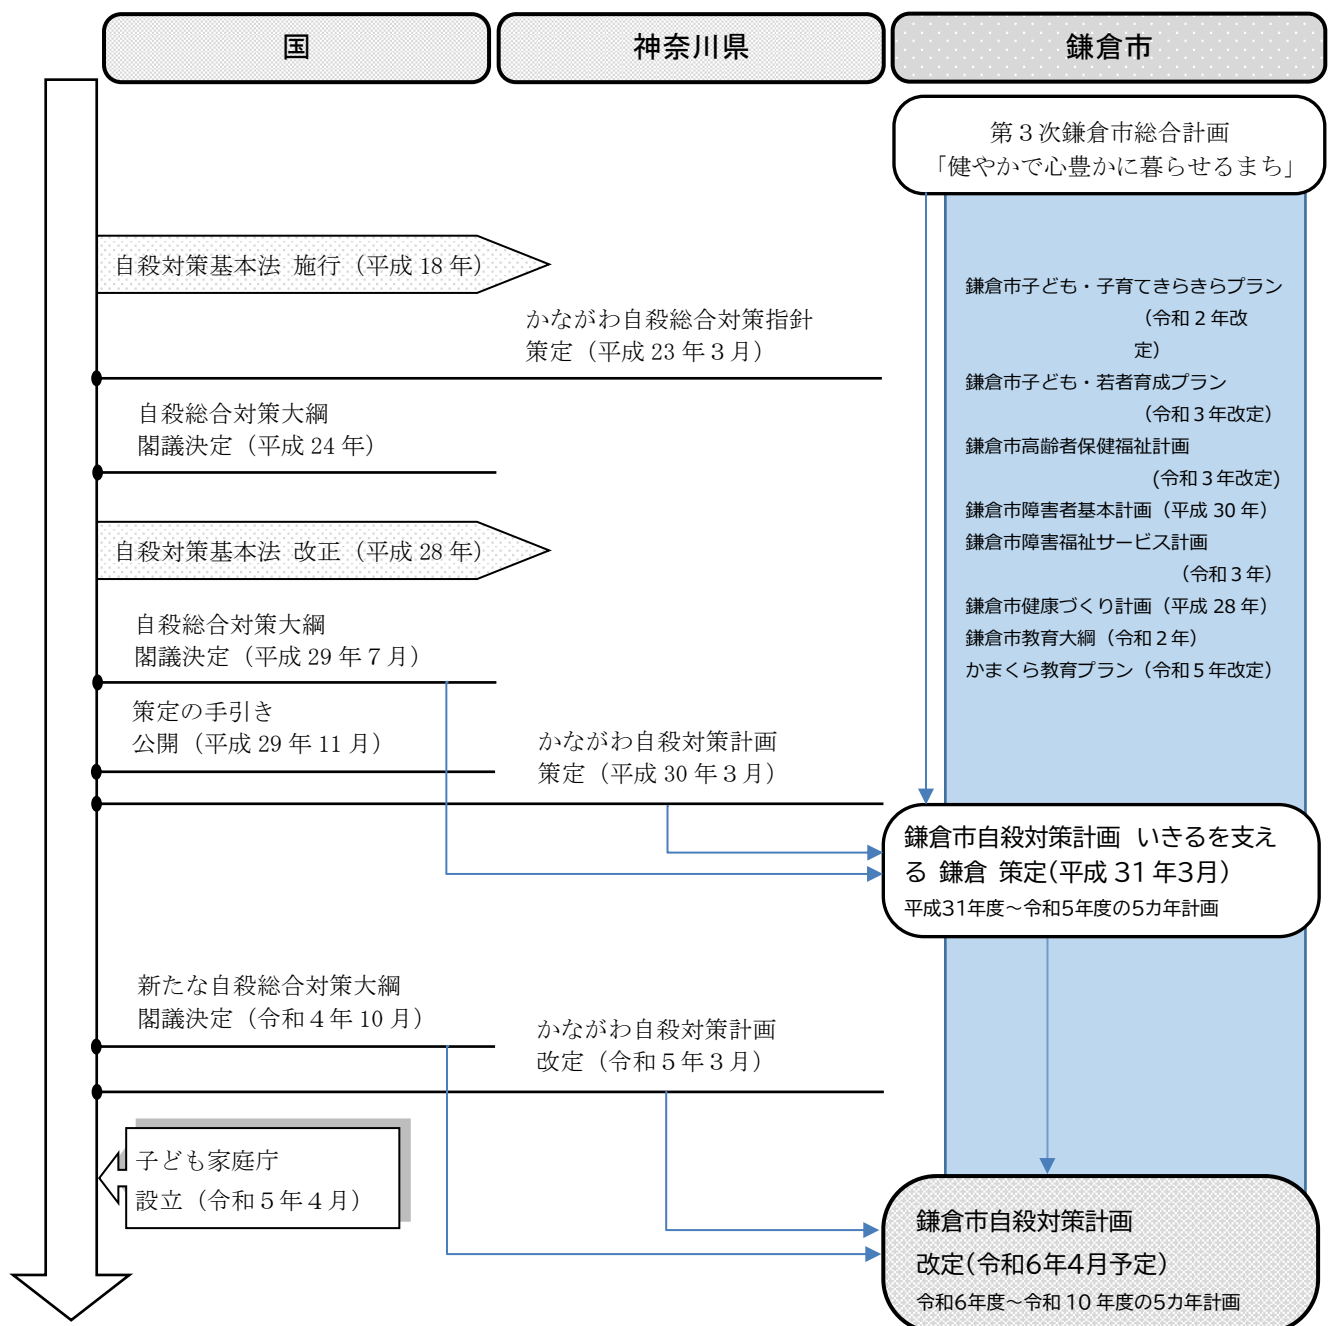 国
神奈川県
鎌倉市
第３次鎌倉市総合計画
「健やかで心豊かに暮らせるまち」
自殺対策基本法 施行（平成 18 年）
かながわ自殺総合対策指針
策定（平成 23 年３月）
自殺総合対策大綱
閣議決定（平成 24 年）
自殺対策基本法 改正（平成 28 年）
自殺総合対策大綱
閣議決定（平成 29 年７月）
策定の手引き
公開（平成 29 年 11 月）
かながわ自殺対策計画
策定（平成 30 年３月）
鎌倉市子ども・子育てきらきらプラン
（令和２年改
定）
鎌倉市子ども・若者育成プラン
（令和３年改定）
鎌倉市高齢者保健福祉計画
(令和３年改定)
鎌倉市障害者基本計画（平成 30 年）
鎌倉市障害福祉サービス計画
（令和３年）
鎌倉市健康づくり計画（平成 28 年）
鎌倉市教育大綱（令和２年）
かまくら教育プラン（令和５年改定）
鎌倉市自殺対策計画 いきるを支え
る 鎌倉 策定(平成 31 年3月)
平成31年度～令和5年度の5カ年計画
新たな自殺総合対策大綱
閣議決定（令和４年 10 月）
かながわ自殺対策計画
改定（令和５年３月）
子ども家庭庁
設立（令和５年４月）
鎌倉市自殺対策計画
改定(令和6年4月予定)
令和6年度～令和 10 年度の5カ年計画